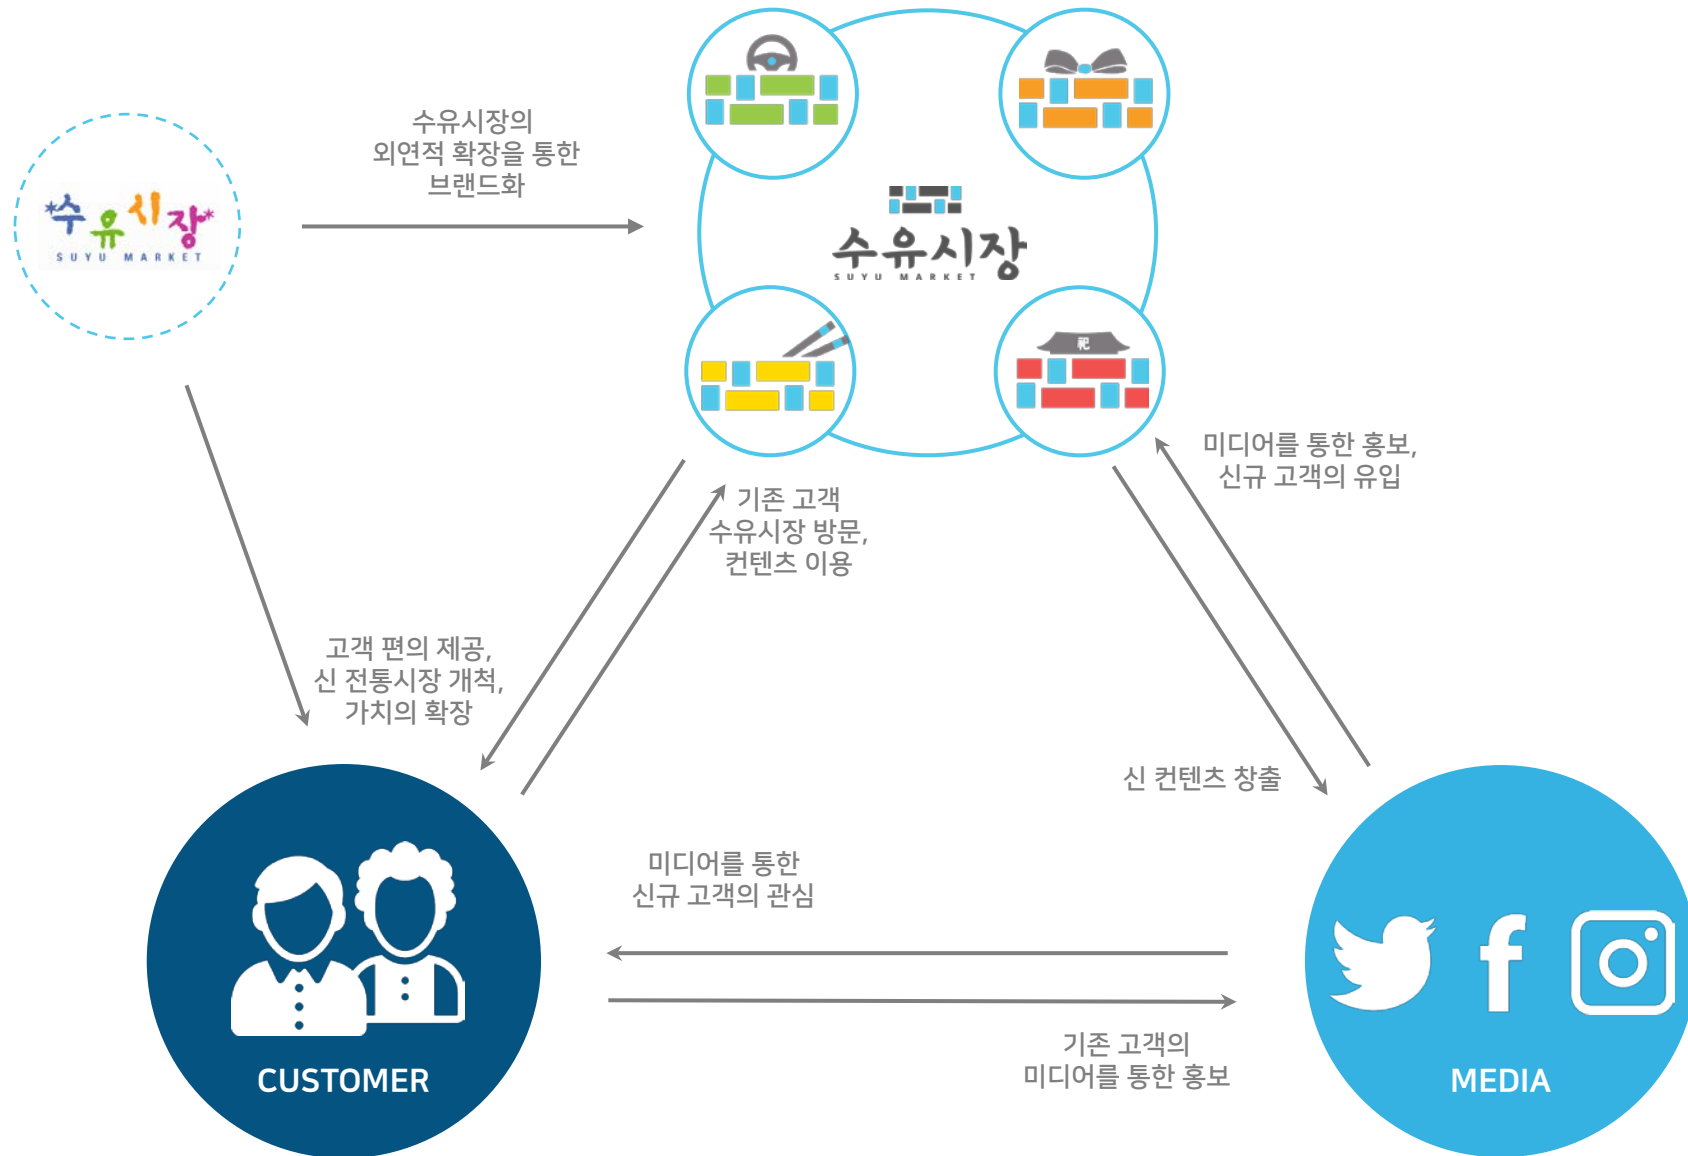 수유시장의
외연적 확장을 통한
브랜드화
수유시장
SUYU MARKET
수유시장
SUYU MARKET
祀
미디어를 통한 홍보,
신규 고객의 유입
기존 고객
수유시장 방문,
컨텐츠 이용
고객 편의 제공,
신 전통시장 개척,
가치의 확장
신 컨텐츠 창출
미디어를 통한
신규 고객의 관심
기존 고객의
미디어를 통한 홍보
CUSTOMER
MEDIA